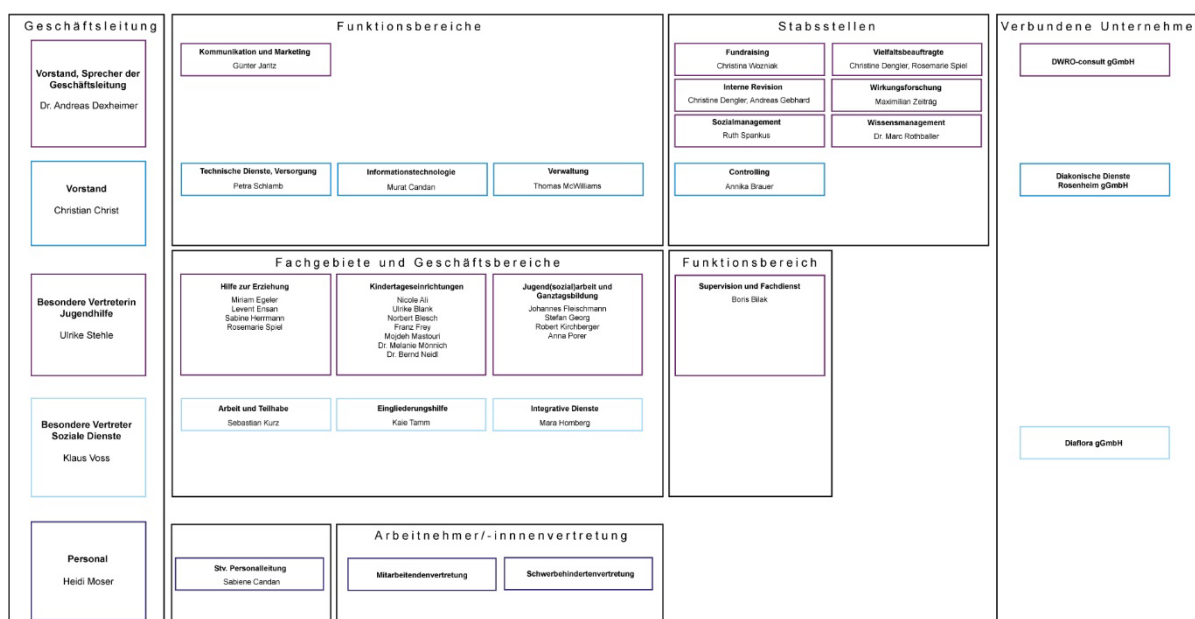 Geschäftsleitung
Vorstand, Sprecher der
Geschäftsleitung
Dr. Andreas Dexheimer
Vorstand
Christian Christ
Besondere Vertreterin
Jugendhilfe
Ulrike Stehle
Besondere Vertreter
Soziale Dienste
Klaus Voss
Personal
Heidi Moser
Funktionsbereiche
Kommunikation und Marketing
Günter Jantz
Technische Dienste, Versorgung
Petra Schlamb
Informationstechnologie
Murat Candan
Verwaltung
Thomas McWilliams
Stabsstellen
Fundraising
Christina Wozniak
Vielfaltsbeauftragte
Christine Dengler, Rosemarie Spiel
Interne Revision
Christine Dengler, Andreas Gebhard
Wirkungsforschung
Maximilian Zeiträg
Sozialmanagement
Ruth Spankus
Wissensmanagement
Dr. Marc Rothballer
Controlling
Annika Brauer
Fachgebiete und Geschäftsbereiche
Hilfe zur Erziehung
Miriam Egeler
Levent Ensan
Sabine Herrmann
Rosemarie Spiel
Kindertageseinrichtungen
Nicole Ali
Ulrike Blank
Norbert Blesch
Franz Frey
Mojdeh Mastouri
Dr. Melanie Mönnich
Dr. Bernd Neidl
Jugend(sozial)arbeit und
Ganztagsbildung
Johannes Fleischmann
Stefan Georg
Robert Kirchberger
Anna Porer
Arbeit und Teilhabe
Sebastian Kurz
Eingliederungshilfe
Kaie Tamm
Integrative Dienste
Mara Homberg
Funktionsbereich
Supervision und Fachdienst
Boris Bilak
Stv. Personalleitung
Sabiene Candan
Arbeitnehmer/-innnenvertretung
Mitarbeitendenvertretung
Schwerbehindertenvertretung
Verbundene Unternehme
DWRO-consult gGmbH
Diakonische Dienste
Rosenheim gGmbH
Diaflora gGmbH